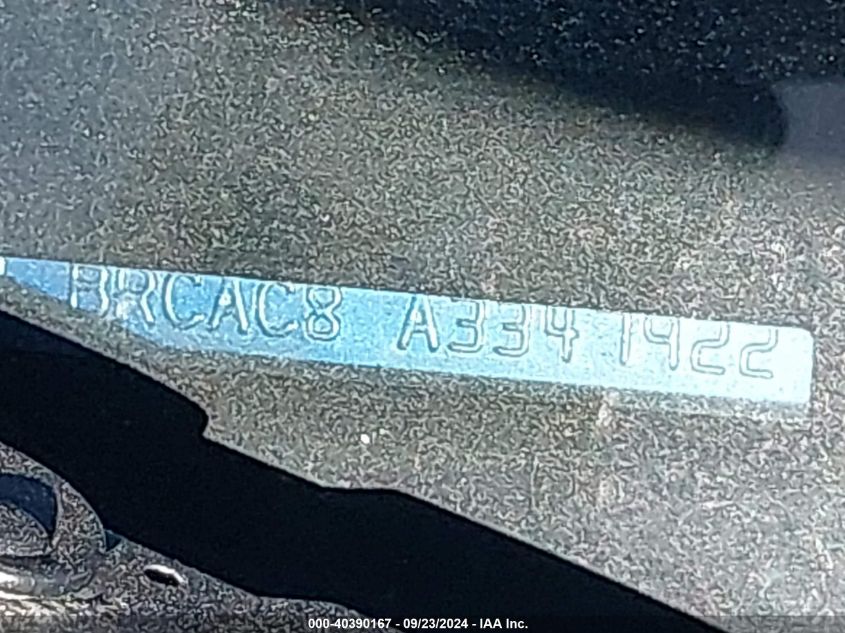 BRCAC8 A334 1422
000-40390167 - 09/23/2024 - IAA Inc.